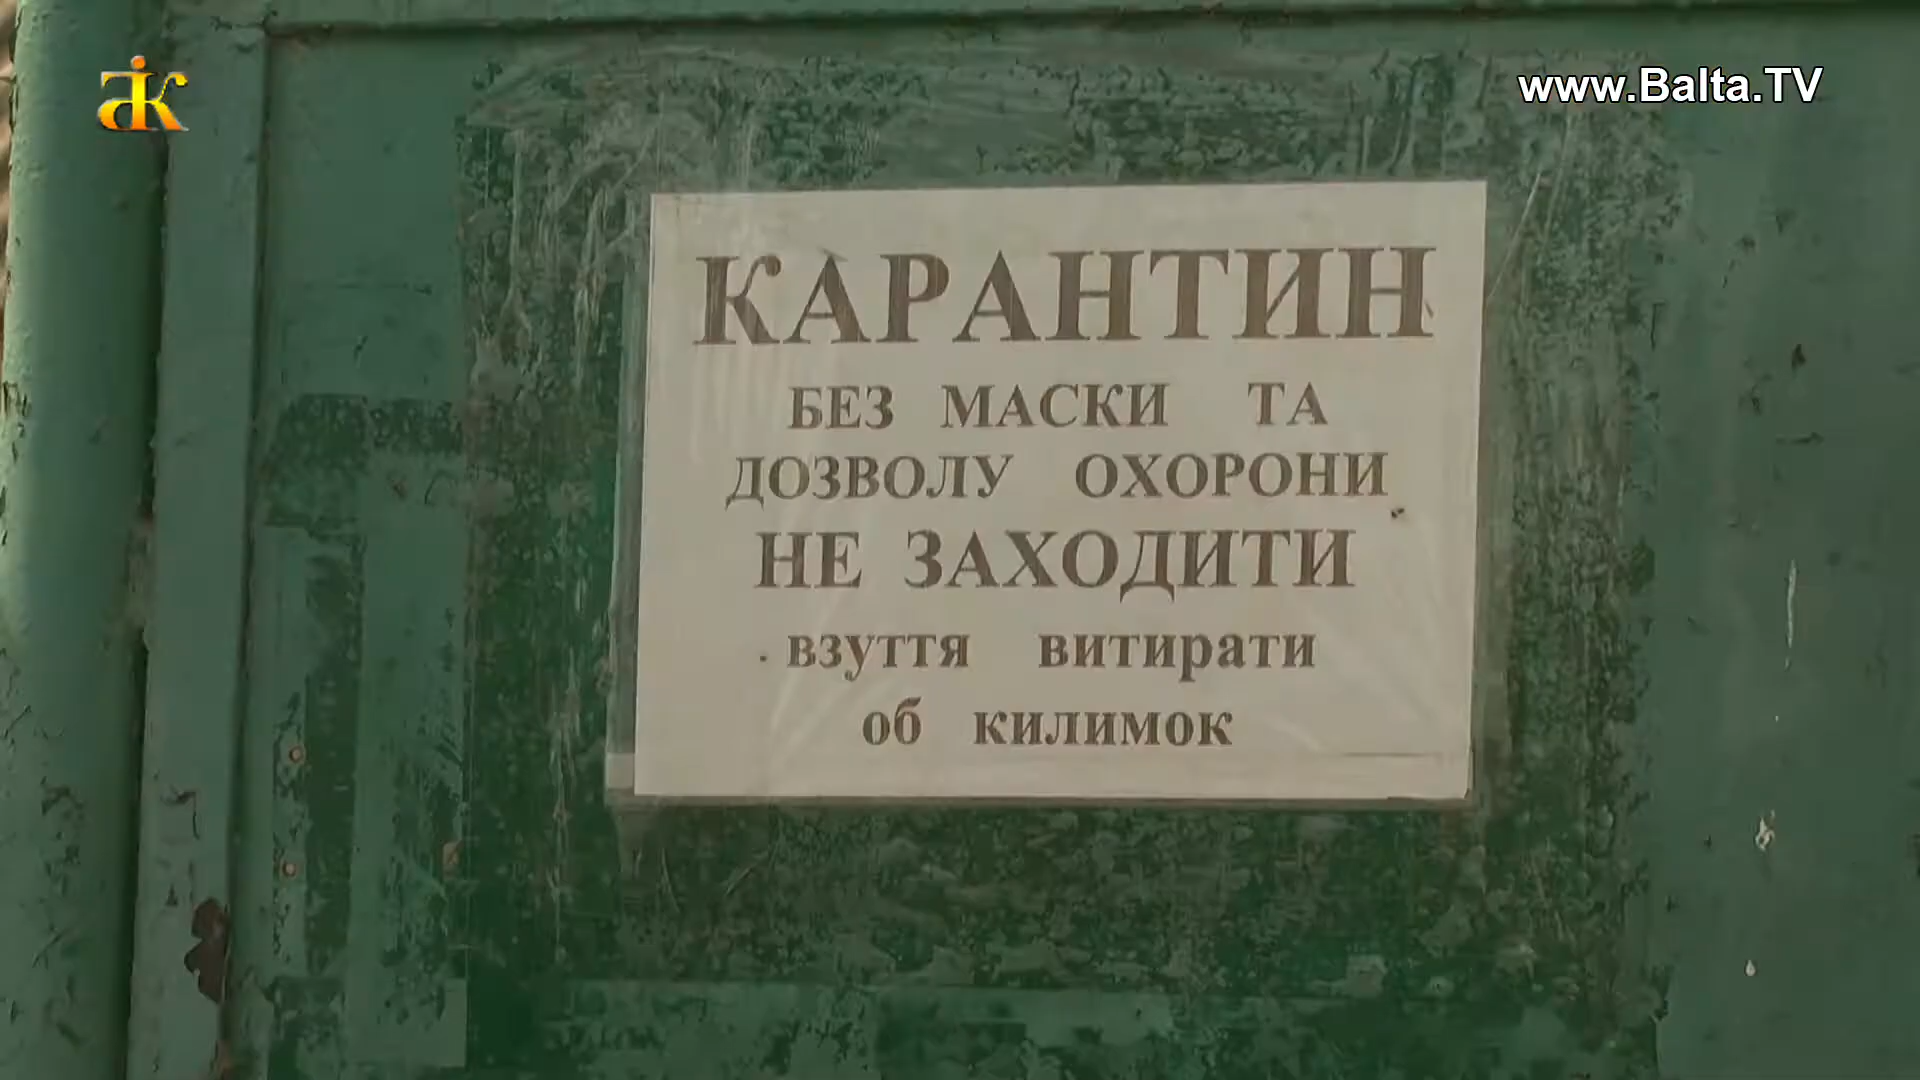 www.Balta.TV
КАРАНТИН
БЕЗ МАСКИ ТА
ДОЗВОЛУ ОХОРОНИ
НЕ ЗАХОДИТИ
взуття витирати
об килимок